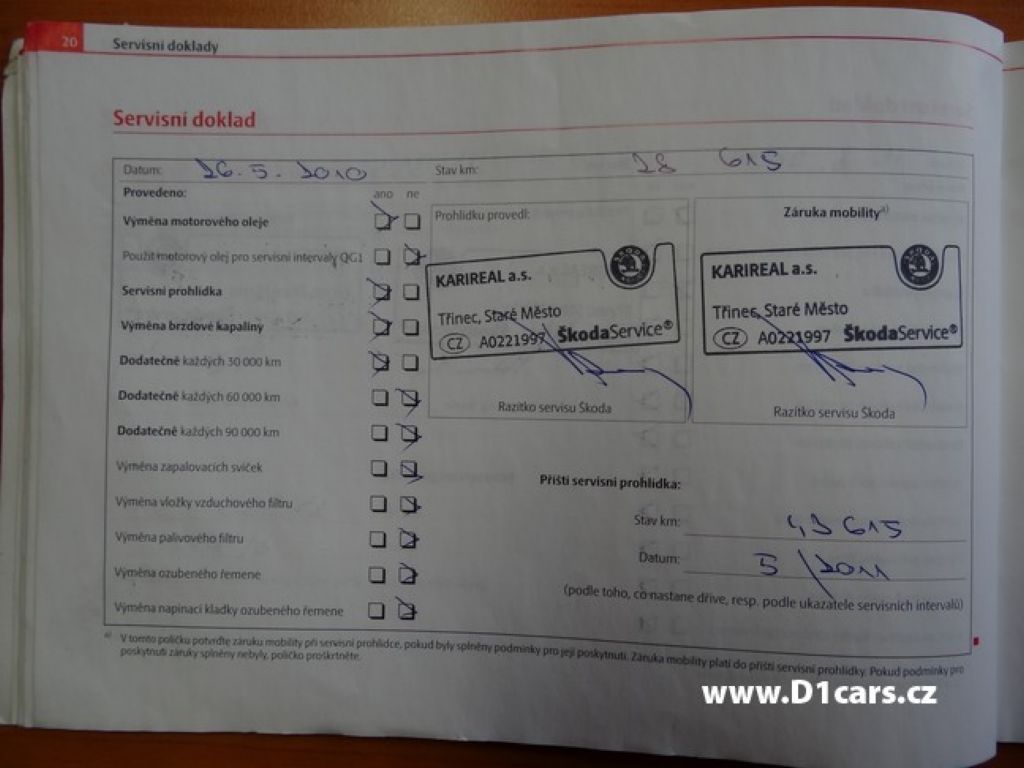 20 Servisní doklady
Servisní doklad
Datum: 26.5.2010 Stav km: 28 615
Provedeno: ano ne
Výměna motorového oleje
Použit motorový olej pro servisní intervaly QG1
Servisní prohlídka
Výměna brzdové kapaliny
Dodatečně každých 30 000 km
Dodatečně každých 60 000 km
Dodatečně každých 90 000 km
Výměna zapalovacích svíček
Výměna vložky vzduchového filtru
Výměna palivového filtru
Výměna ozubeného řemene
Výměna napínací kladky ozubeného řemene
Prohlídku provedl:
KARIREAL a.s.
Třinec, Staré Město
CZ A0221997 ŠkodaService®
Razítko servisu Škoda
Záruka mobility a)
KARIREAL a.s.
Třinec, Staré Město
CZ A0221997 ŠkodaService®
Razítko servisu Škoda
Příští servisní prohlídka:
Stav km: 43 615
Datum: 5/2011
(podle toho, co nastane dříve, resp. podle ukazatele servisních intervalů)
a) V tomto políčku potvrďte záruku mobility při servisní prohlídce, pokud byly splněny podmínky pro její poskytnutí. Záruka mobility platí do příští servisní prohlídky. Pokud podmínky pro
poskytnutí záruky splněny nebyly, políčko proškrtněte.
www.D1cars.cz